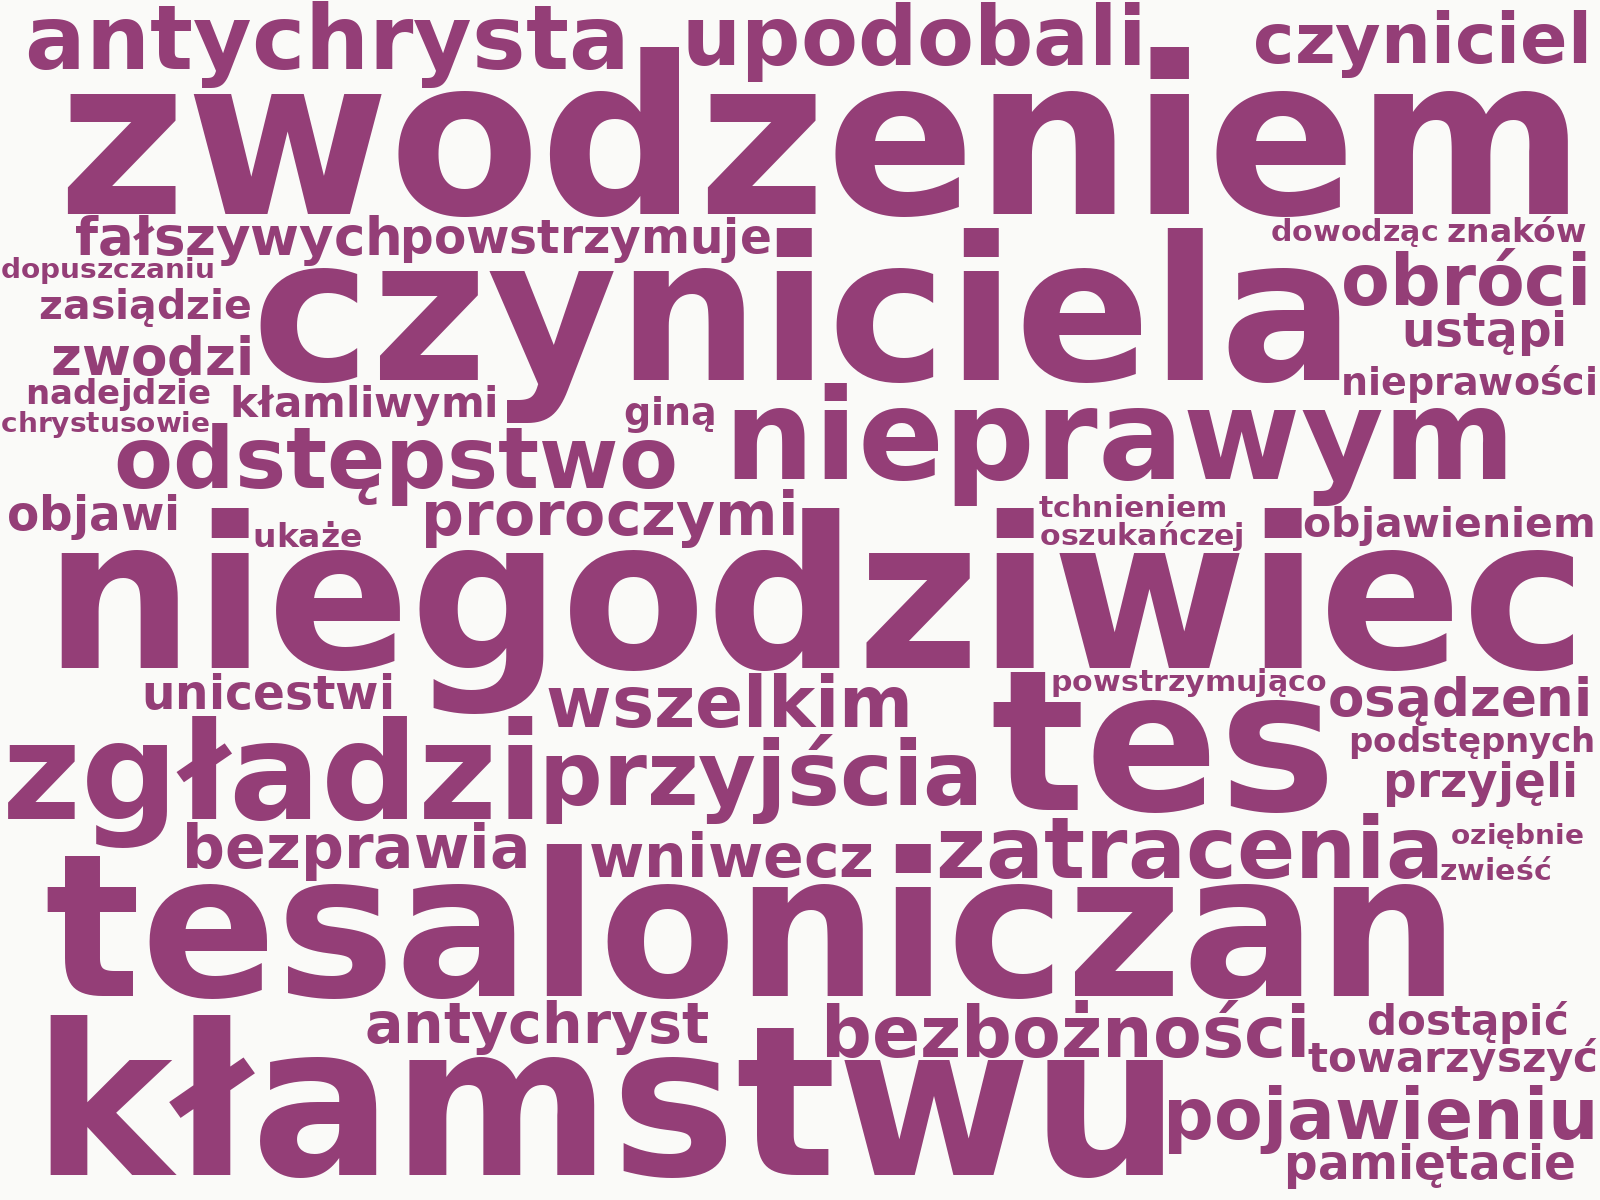 antychrysta upodobali czyniciel
zwodzeniem
fałszywych powstrzymuje dowodząc znaków
dopuszczaniu czyniciela obróci
zasiądzie ustąpi
zwodzi nieprawości
nadejdzie kłamliwymi giną nieprawym
chrystusowie odstępstwo
objawi proroczymi tchnieniem objawieniem
ukaże oszukańczej
niegodziwiec
unicestwi wszelkim tes powstrzymująco osądzeni
zgładzi przyjścia podstępnych
przyjęli
bezprawia wniwecz zatracenia oziębnie
zwieść
tesaloniczan
antychryst bezbożności dostąpić
kłamstwu towarzyszyć
pojawieniu
pamiętacie